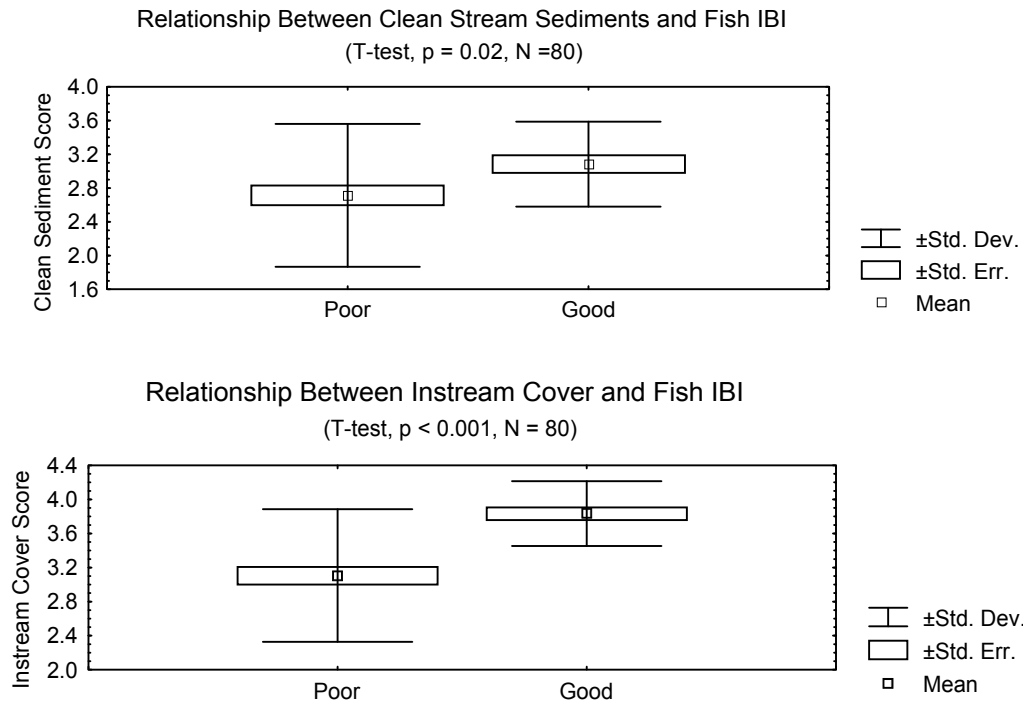 Relationship Between Clean Stream Sediments and Fish IBI
(T-test, p = 0.02, N =80)
Clean Sediment Score
4.0
3.6
3.2
2.8
2.4
2.0
1.6
Poor
Good
±Std. Dev.
±Std. Err.
Mean
Relationship Between Instream Cover and Fish IBI
(T-test, p < 0.001, N = 80)
Instream Cover Score
4.4
4.0
3.6
3.2
2.8
2.4
2.0
Poor
Good
±Std. Dev.
±Std. Err.
Mean